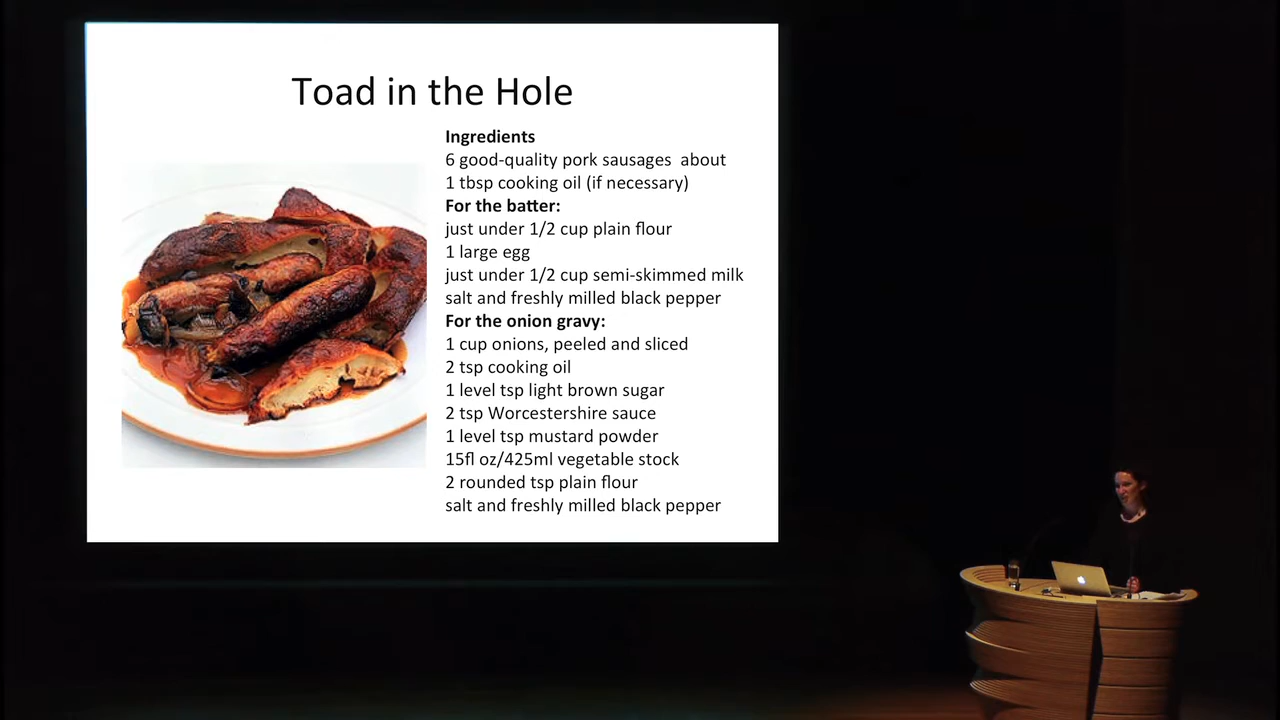 Toad in the Hole
Ingredients
6 good-quality pork sausages  about
1 tbsp cooking oil (if necessary)
For the batter:
just under 1/2 cup plain flour
1 large egg
just under 1/2 cup semi-skimmed milk
salt and freshly milled black pepper
For the onion gravy:
1 cup onions, peeled and sliced
2 tsp cooking oil
1 level tsp light brown sugar
2 tsp Worcestershire sauce
1 level tsp mustard powder
15fl oz/425ml vegetable stock
2 rounded tsp plain flour
salt and freshly milled black pepper